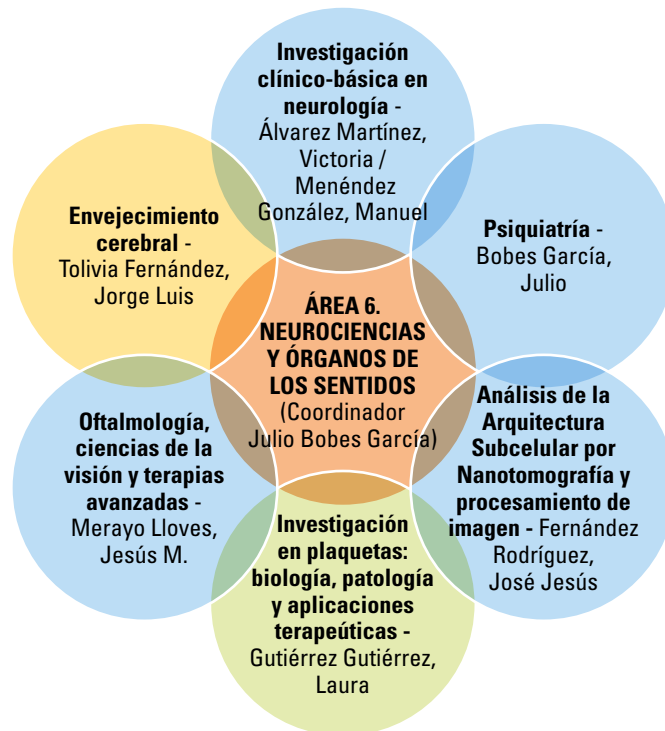 Investigación
clínico-básica en
neurología -
Álvarez Martínez,
Victoria /
Menéndez
González, Manuel
Envejecimiento
cerebral -
Tolivia Fernández,
Jorge Luis
Psiquiatría -
Bobes García,
Julio
ÁREA 6.
NEUROCIENCIAS
Y ÓRGANOS DE
LOS SENTIDOS
(Coordinador
Julio Bobes García)
Oftalmología,
ciencias de la
visión y terapias
avanzadas -
Merayo Lloves,
Jesús M.
Análisis de la
Arquitectura
Subcelular por
Nanotomografía y
procesamiento de
imagen - Fernández
Rodríguez,
José Jesús
Investigación
en plaquetas:
biología, patología
y aplicaciones
terapeúticas -
Gutiérrez Gutiérrez,
Laura